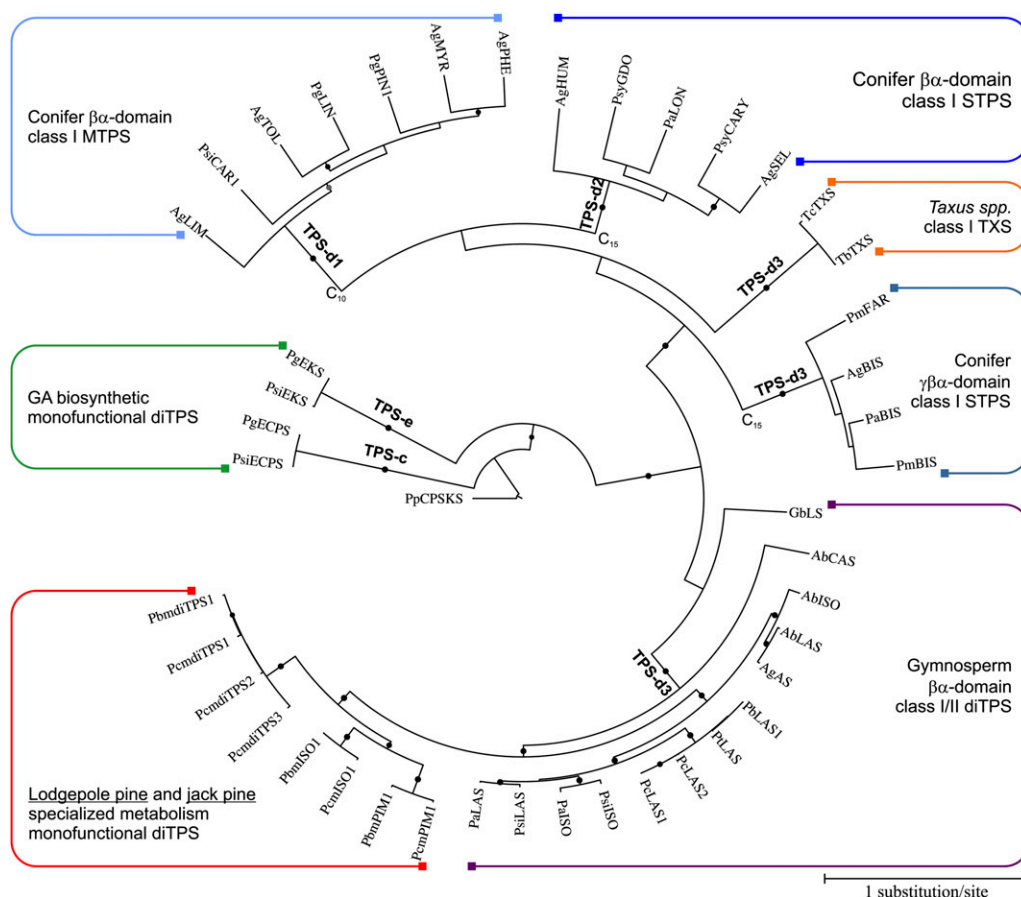 Conifer βα-domain
class I MTPS
AgLIM
PsiCAR1
AgTOL
PgLIN
PgPIN1
AgMYR
AgPHE
TPS-d1
C10
AgHUM
PsyGDO
PaLON
PsyCARY
AgSEL
TPS-d2
C15
Conifer βα-domain
class I STPS
TcTXS
TbTXS
TPS-d3
Taxus spp.
class I TXS
PmFAR
AgBIS
PaBIS
PmBIS
TPS-d3
C15
Conifer
γβα-domain
class I STPS
GA biosynthetic
monofunctional diTPS
PgEKS
PsiEKS
PgECPS
PsiECPS
TPS-e
TPS-c
PpCPSKS
GbLS
AbCAS
AbISO
AbLAS
AgAS
PbLAS1
PtLAS
PcLAS2
PcLAS1
PsiISO
PaISO
PsiLAS
PaLAS
TPS-d3
Gymnosperm
βα-domain
class I/II diTPS
PbmdiTPS1
PcmdiTPS1
PcmdiTPS2
PcmdiTPS3
PbmISO1
PcmISO1
PbmPIM1
PcmPIM1
Lodgepole pine and jack pine
specialized metabolism
monofunctional diTPS
1 substitution/site